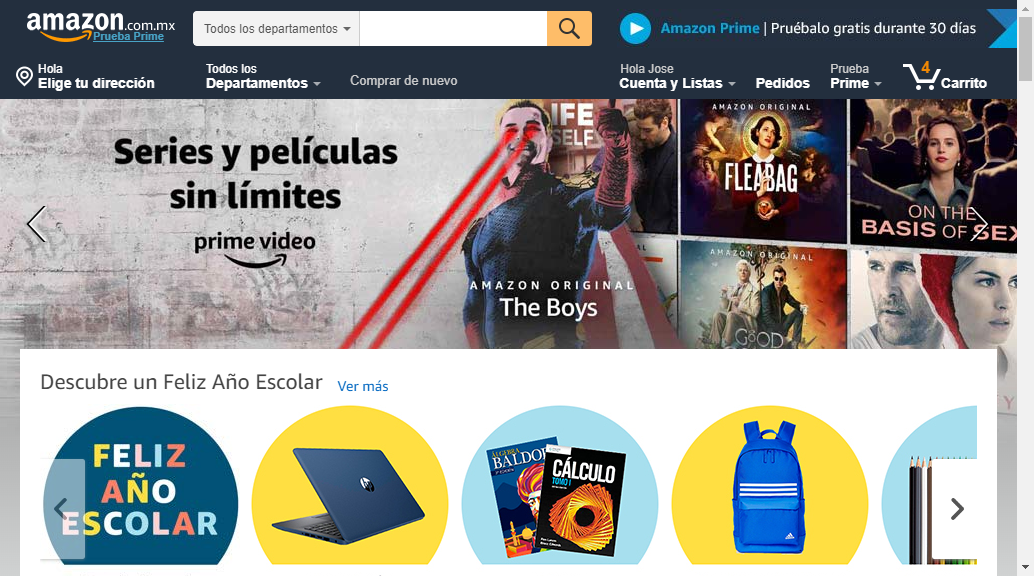 amazon.com.mx
Prueba Prime
Todos los departamentos
Amazon Prime | Pruébalo gratis durante 30 días
Hola
Elige tu dirección
Todos los
Departamentos
Comprar de nuevo
Hola Jose
Cuenta y Listas
Pedidos
Prueba
Prime
4
Carrito
Series y películas
sin límites
prime video
IFE
SELF
AMAZON ORIGINAL
The Boys
AMAZON ORIGINAL
FLEABAG
ON THE
BASIS OF SEX
AMAZON ORIGINAL
GOOD
Descubre un Feliz Año Escolar
Ver más
FELIZ
AÑO
ESCOLAR
hp
ÁLGEBRA
BALDOR
CÁLCULO
TOMO I
adidas